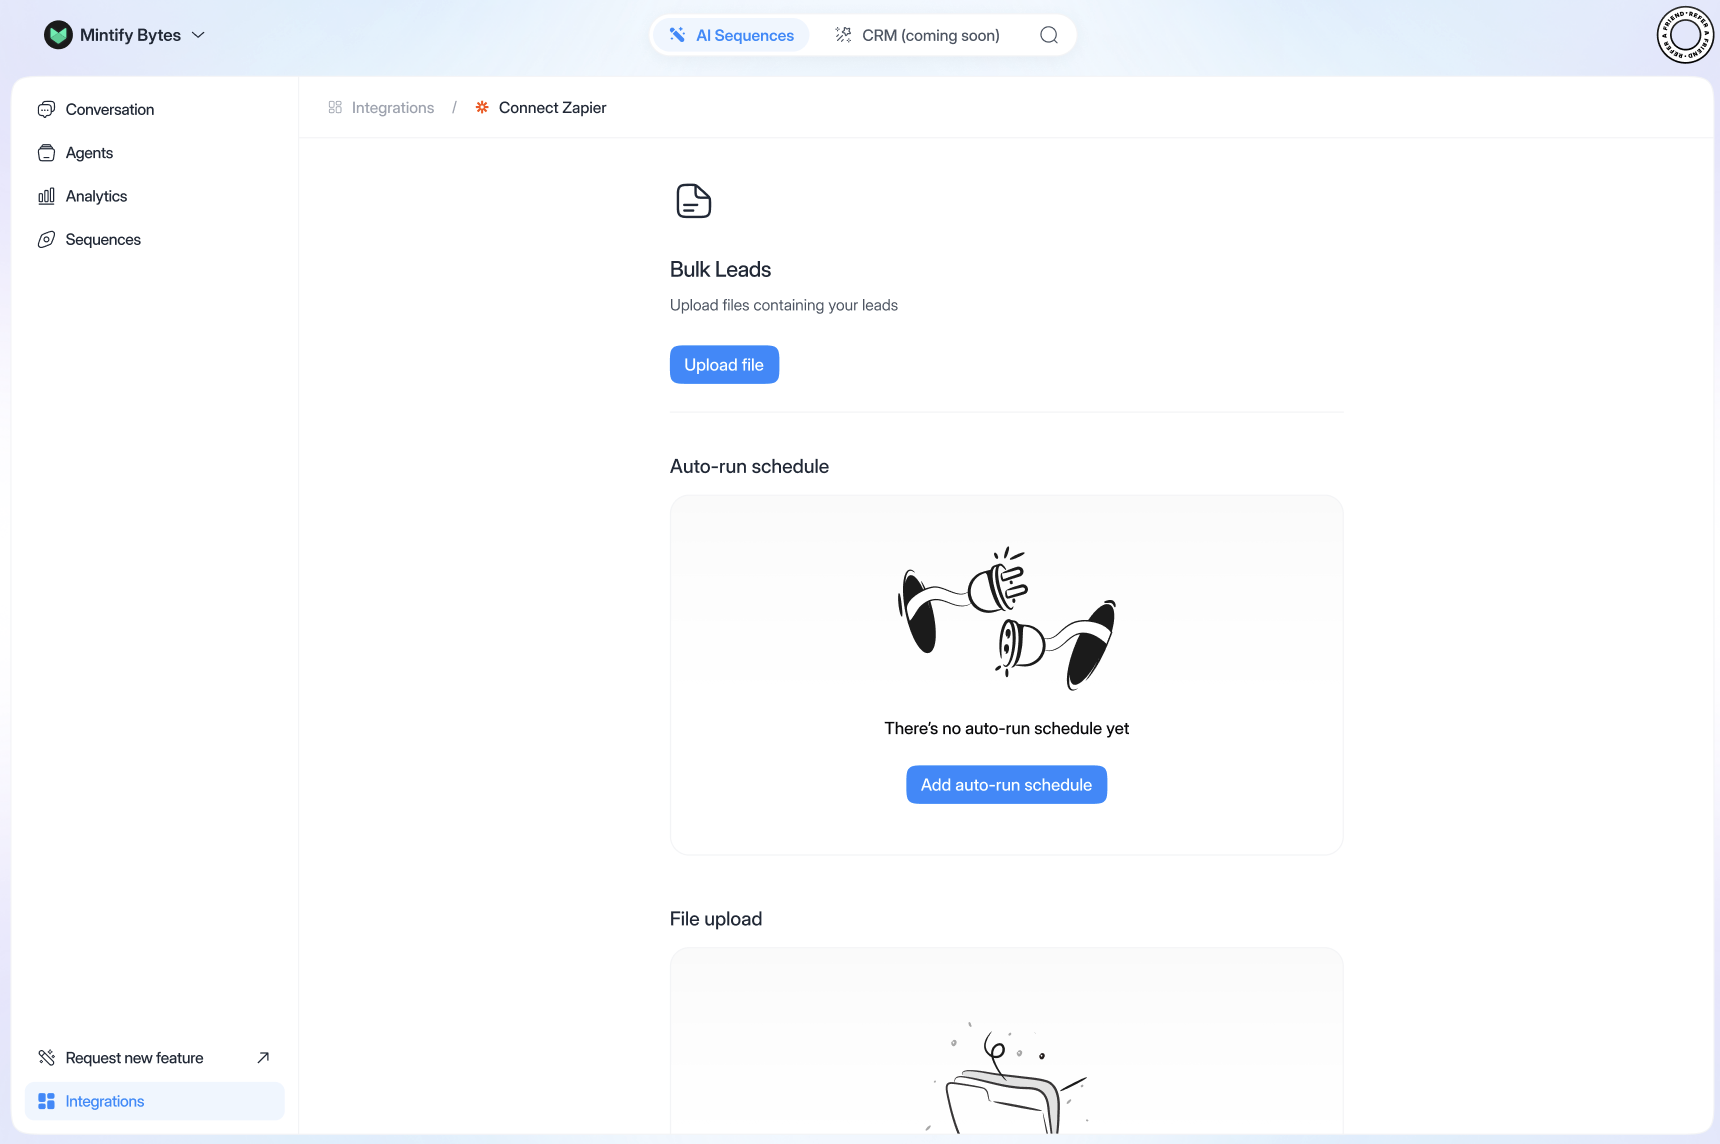 Mintify Bytes
AI Sequences
CRM (coming soon)
REFER A FRIEND • REFER A FRIEND •
Conversation
Agents
Analytics
Sequences
Integrations / Connect Zapier
Bulk Leads
Upload files containing your leads
Upload file
Auto-run schedule
There's no auto-run schedule yet
Add auto-run schedule
File upload
Request new feature
Integrations